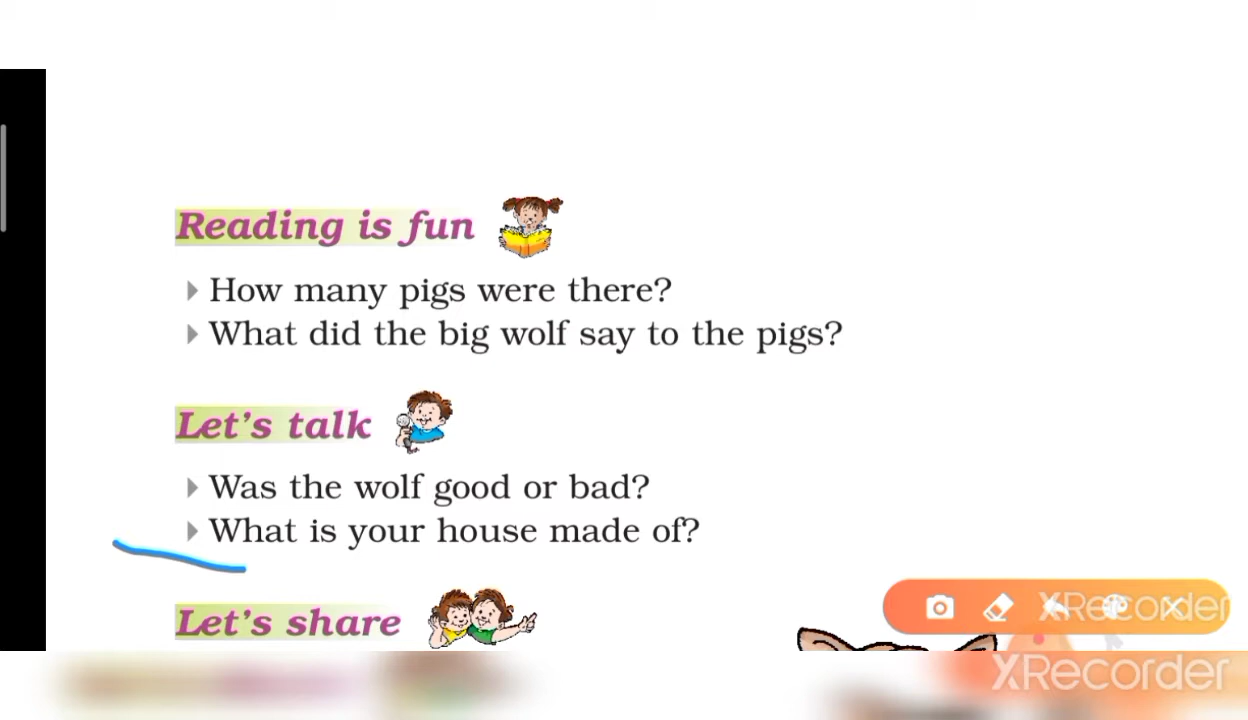 Reading is fun
How many pigs were there?
What did the big wolf say to the pigs?
Let's talk
Was the wolf good or bad?
What is your house made of?
Let's share
XRecorder
XRecorder